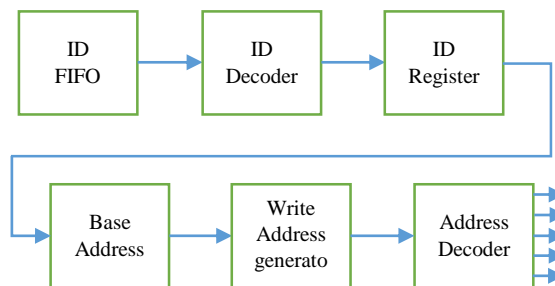 ID
FIFO
ID
Decoder
ID
Register
Base
Address
Write
Address
generato
Address
Decoder